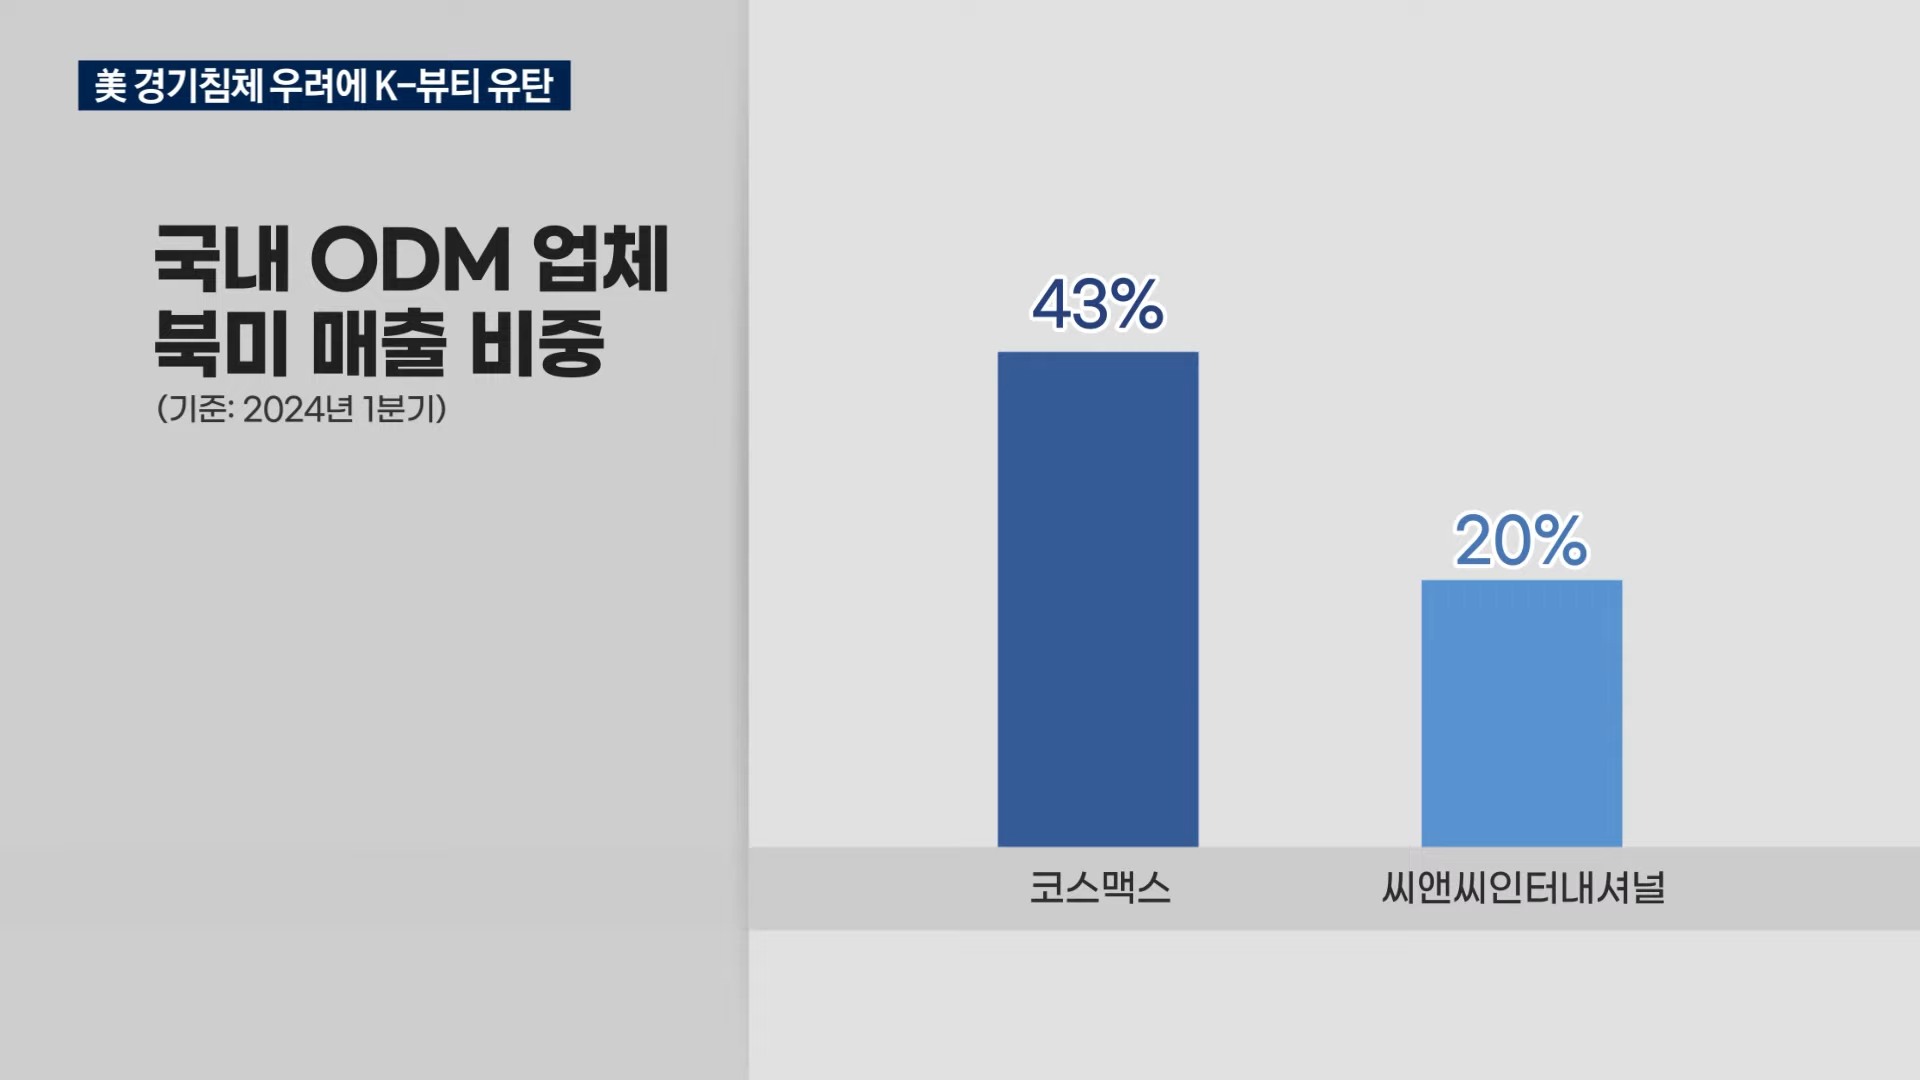 美 경기침체 우려에 K-뷰티 유탄
국내 ODM 업체
북미 매출 비중
(기준: 2024년 1분기)
43%
20%
코스맥스
씨앤씨인터내셔널